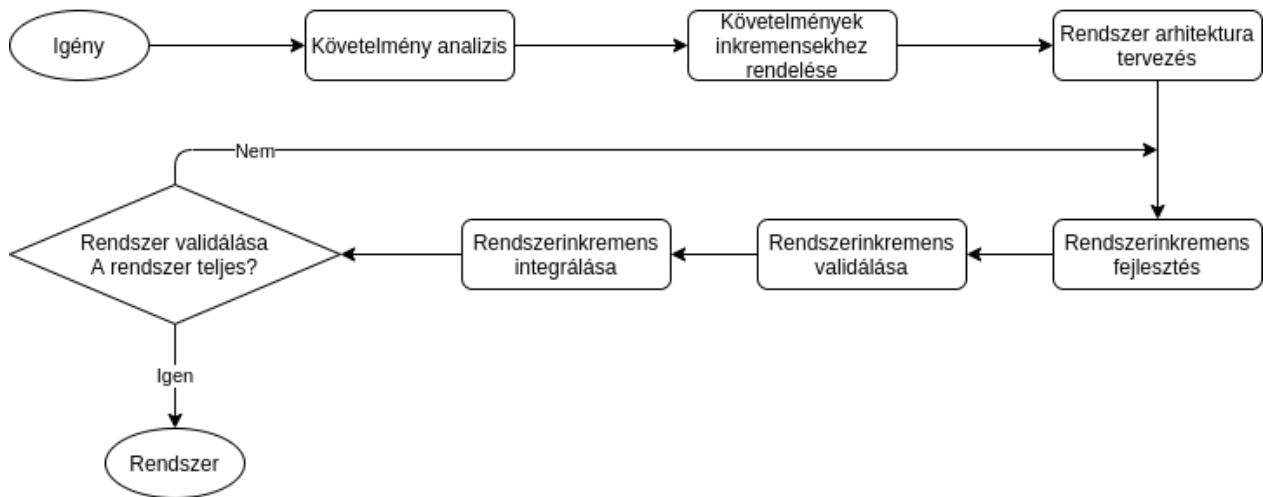 Igény
Követelmény analizis
Követelmények
inkremensekhez
rendelése
Rendszer arhitektura
tervezés
Nem
Rendszer validálása
A rendszer teljes?
Rendszerinkremens
integrálása
Rendszerinkremens
validálása
Rendszerinkremens
fejlesztés
Igen
Rendszer